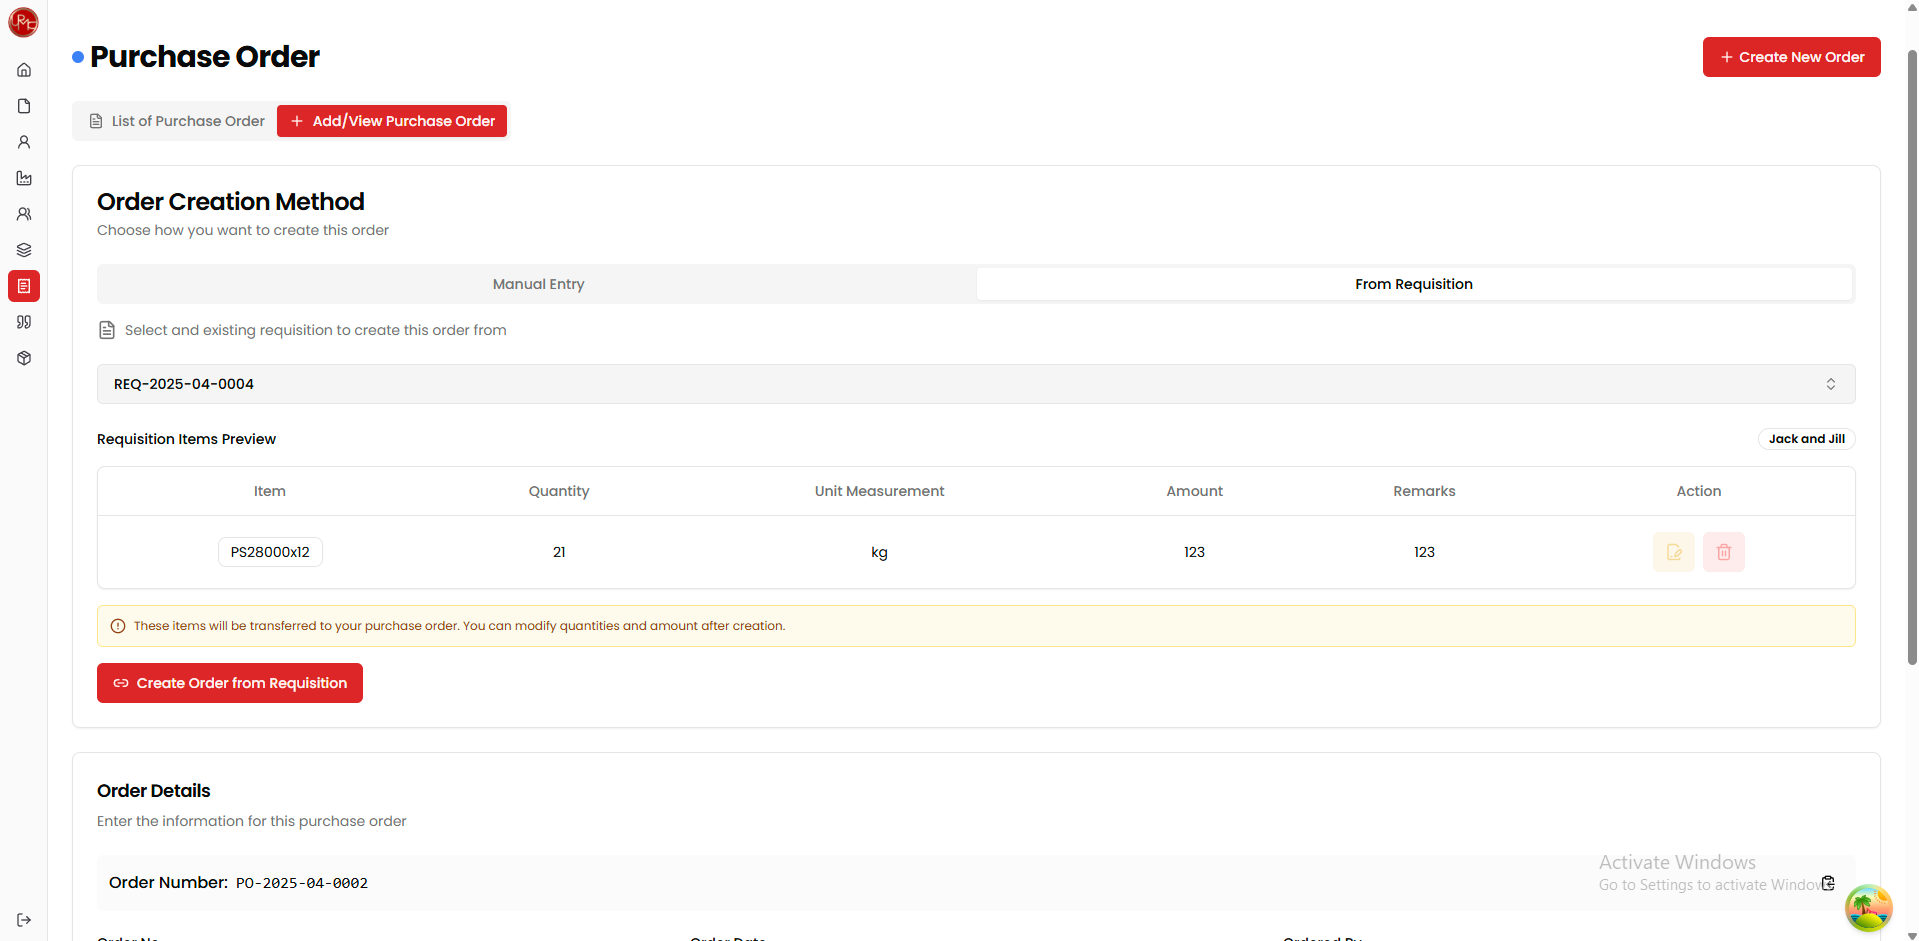 Purchase Order
Create New Order
List of Purchase Order
Add/View Purchase Order
Order Creation Method
Choose how you want to create this order
Manual Entry
From Requisition
Select and existing requisition to create this order from
REQ-2025-04-0004
Requisition Items Preview
Jack and Jill
Item Quantity Unit Measurement Amount Remarks Action
PS28000x12 21 kg 123 123
These items will be transferred to your purchase order. You can modify quantities and amount after creation.
Create Order from Requisition
Order Details
Enter the information for this purchase order
Order Number: PO-2025-04-0002
Activate Windows
Go to Settings to activate Windows
Order No
Order Date
Ordered By